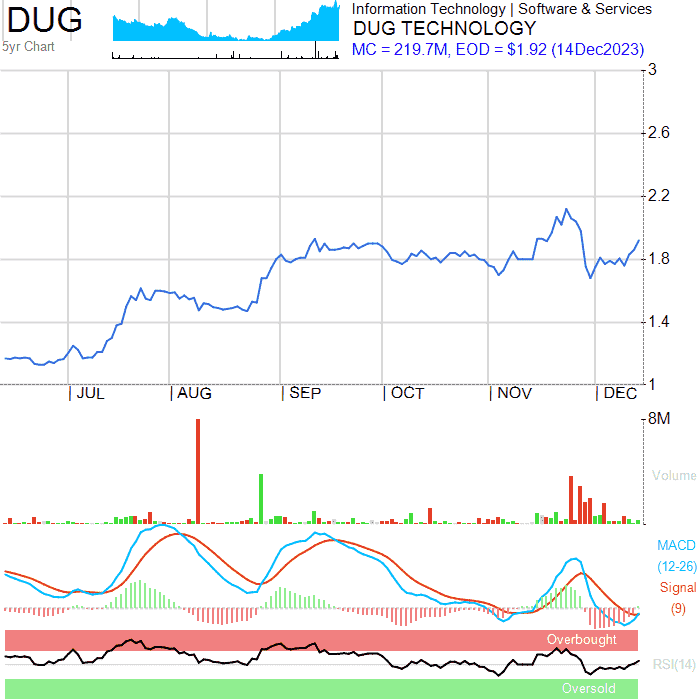 DUG
5yr Chart
Information Technology | Software & Services
DUG TECHNOLOGY
MC = 219.7M, EOD = $1.92 (14Dec2023)
3
2.6
2.2
1.8
1.4
1
JUL AUG SEP OCT NOV DEC
8M
Volume
MACD
(12-26)
Signal
(9)
Overbought
RSI(14)
Oversold